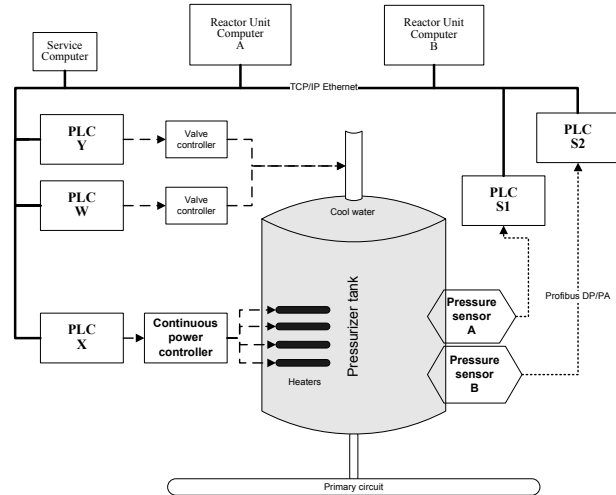 Service
Computer
Reactor Unit
Computer
A
Reactor Unit
Computer
B
TCP/IP Ethernet
PLC
Y
Valve
controller
PLC
S2
PLC
W
Valve
controller
PLC
S1
Cool water
Pressurizer tank
Profibus DP/PA
Pressure
sensor
A
PLC
X
Continuous
power
controller
Pressure
sensor
B
Heaters
Primary circuit